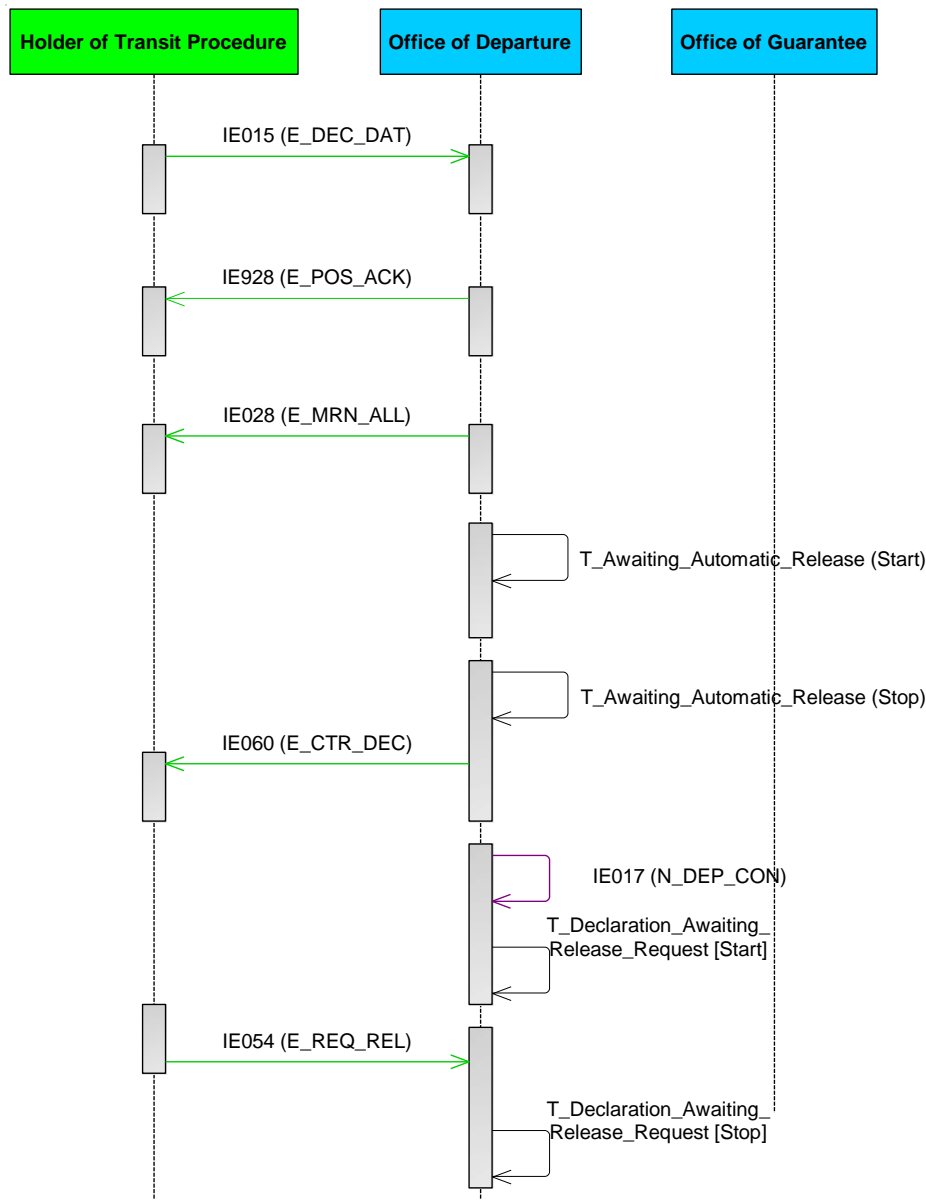 Holder of Transit Procedure
Office of Departure
Office of Guarantee
IE015 (E_DEC_DAT)
IE928 (E_POS_ACK)
IE028 (E_MRN_ALL)
T_Awaiting_Automatic_Release (Start)
T_Awaiting_Automatic_Release (Stop)
IE060 (E_CTR_DEC)
IE017 (N_DEP_CON)
T_Declaration_Awaiting_
Release_Request [Start]
IE054 (E_REQ_REL)
T_Declaration_Awaiting_
Release_Request [Stop]